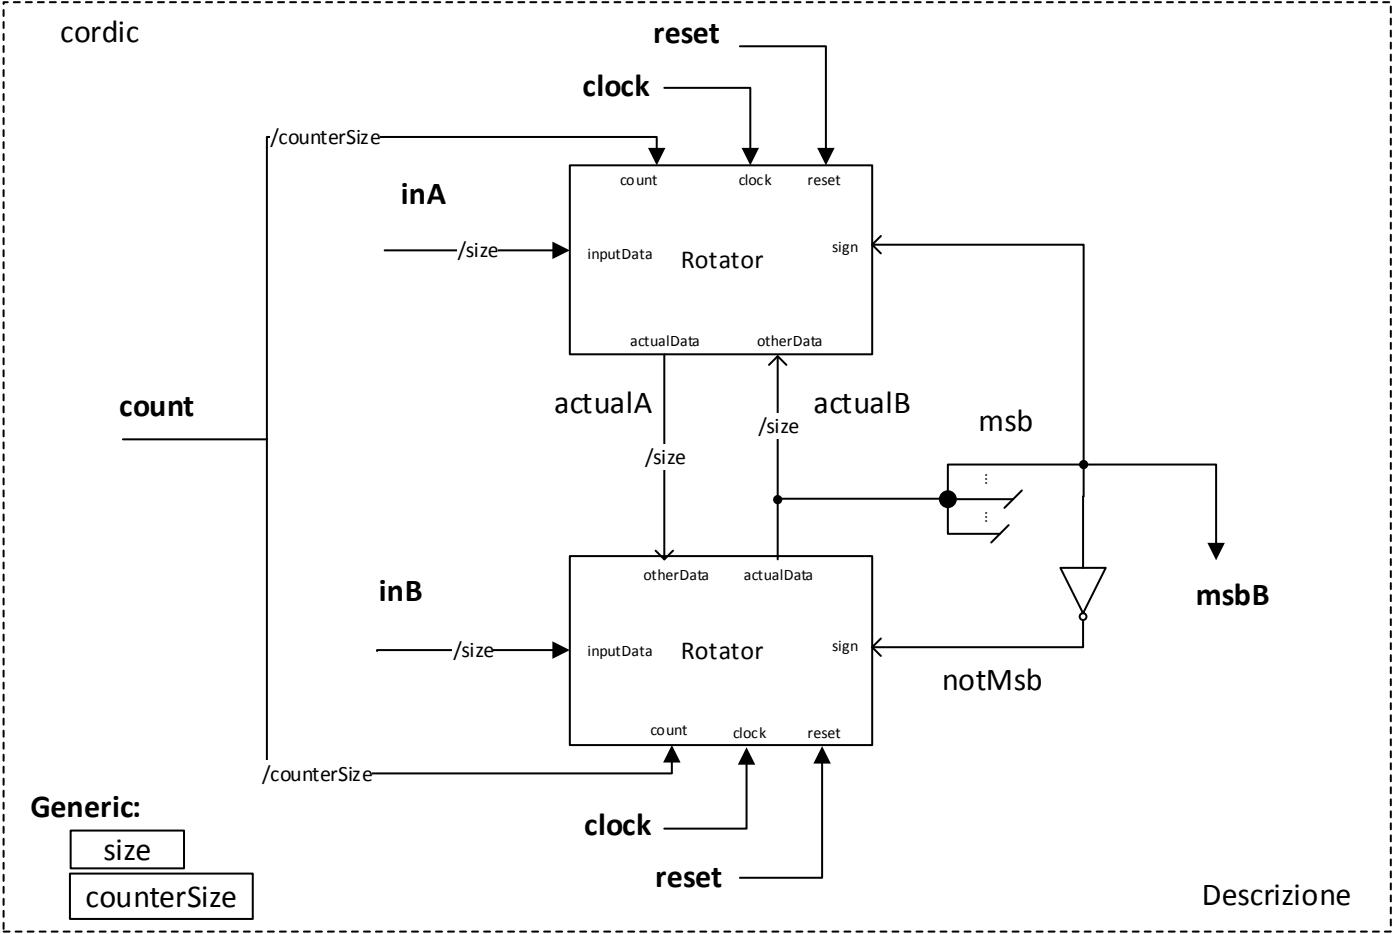 cordic
reset
clock
/counterSize
count
clock
reset
inA
/size
inputData
Rotator
sign
actualData
otherData
actualA
actualB
count
msb
/size
/size
...
...
otherData
actualData
inB
msbB
/size
inputData
Rotator
sign
notMsb
count
clock
reset
/counterSize
Generic:
clock
size
reset
counterSize
Descrizione